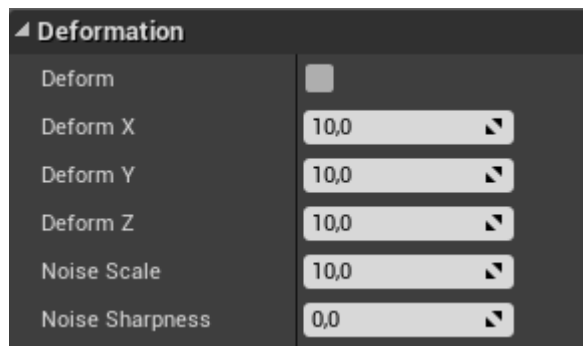 Deformation
Deform
Deform X 10,0
Deform Y 10,0
Deform Z 10,0
Noise Scale 10,0
Noise Sharpness 0,0